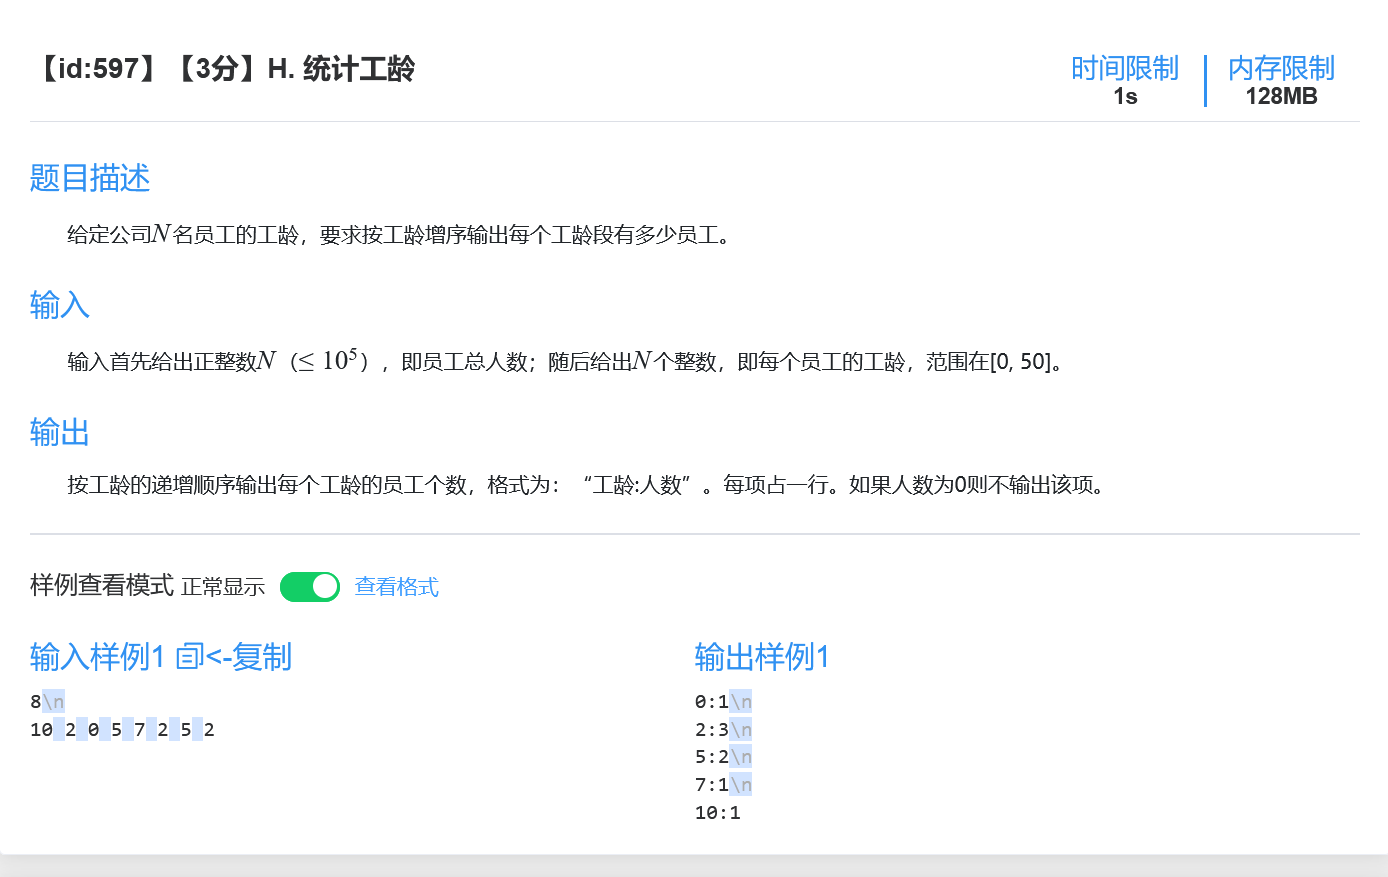 【id:597】【3分】H. 统计工龄
时间限制
1s
内存限制
128MB
题目描述
给定公司N名员工的工龄，要求按工龄增序输出每个工龄段有多少员工。
输入
输入首先给出正整数N（≤ 10⁵），即员工总人数；随后给出N个整数，即每个员工的工龄，范围在[0, 50]。
输出
按工龄的递增顺序输出每个工龄的员工个数，格式为：“工龄:人数”。每项占一行。如果人数为0则不输出该项。
样例查看模式 正常显示 查看格式
输入样例1 <-复制
8\n
10 2 0 5 7 2 5 2
输出样例1
0:1\n
2:3\n
5:2\n
7:1\n
10:1